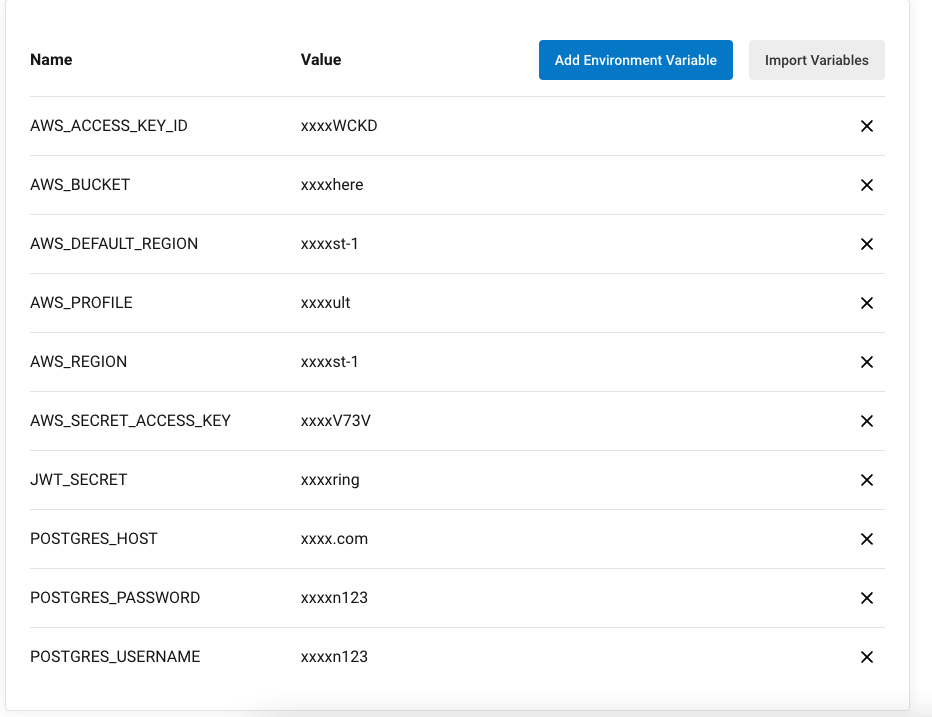 Name Value Add Environment Variable Import Variables
AWS_ACCESS_KEY_ID xxxxWCKD
AWS_BUCKET xxxxhere
AWS_DEFAULT_REGION xxxxst-1
AWS_PROFILE xxxxult
AWS_REGION xxxxst-1
AWS_SECRET_ACCESS_KEY xxxxV73V
JWT_SECRET xxxxring
POSTGRES_HOST xxxx.com
POSTGRES_PASSWORD xxxxn123
POSTGRES_USERNAME xxxxn123